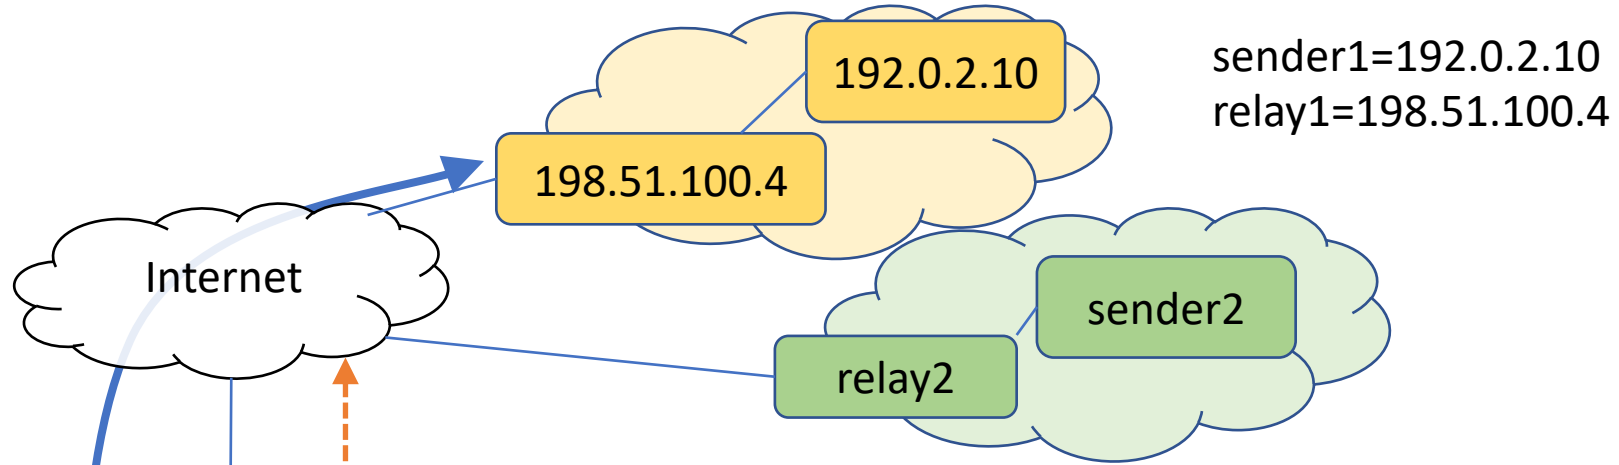 192.0.2.10
sender1=192.0.2.10
relay1=198.51.100.4
198.51.100.4
Internet
sender2
relay2